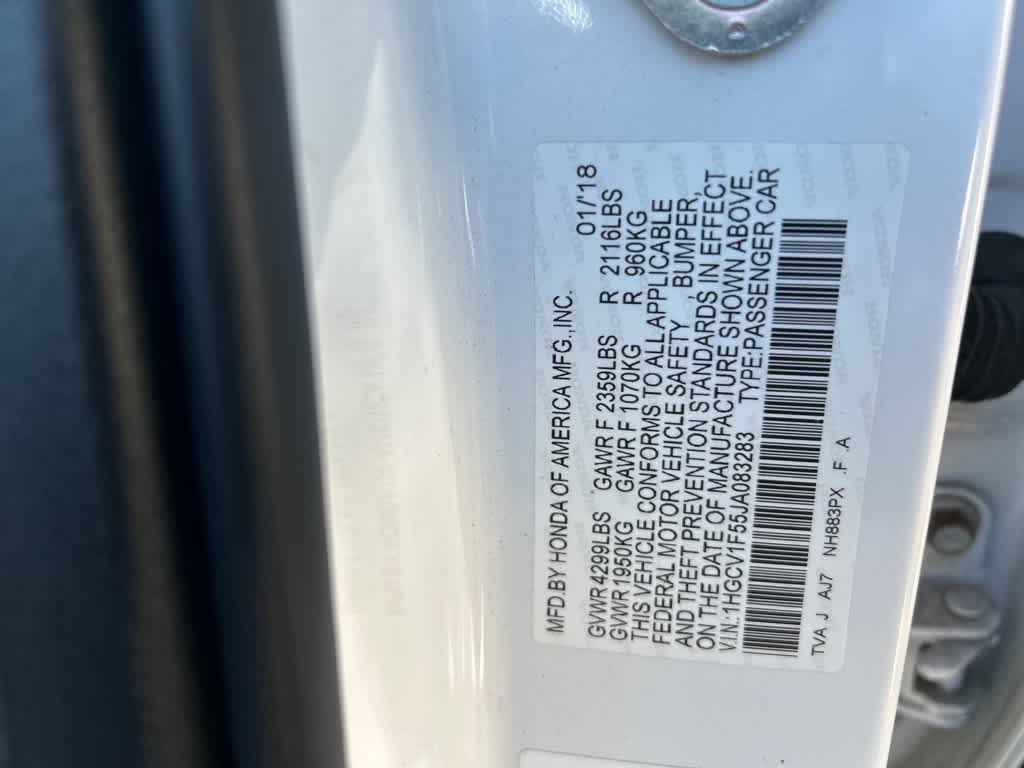 MFD.BY HONDA OF AMERICA MFG.,INC. 01/'18
GVWR 4299LBS GAWR F 2359LBS R 2116LBS
GVWR 1950KG GAWR F 1070KG R 960KG
THIS VEHICLE CONFORMS TO ALL APPLICABLE
FEDERAL MOTOR VEHICLE SAFETY , BUMPER,
AND THEFT PREVENTION STANDARDS, IN EFFECT
ON THE DATE OF MANUFACTURE SHOWN ABOVE.
V.I.N.:1HGCV1F55JA083283 TYPE:PASSENGER CAR
TVA J A/7 NH883PX .F .A